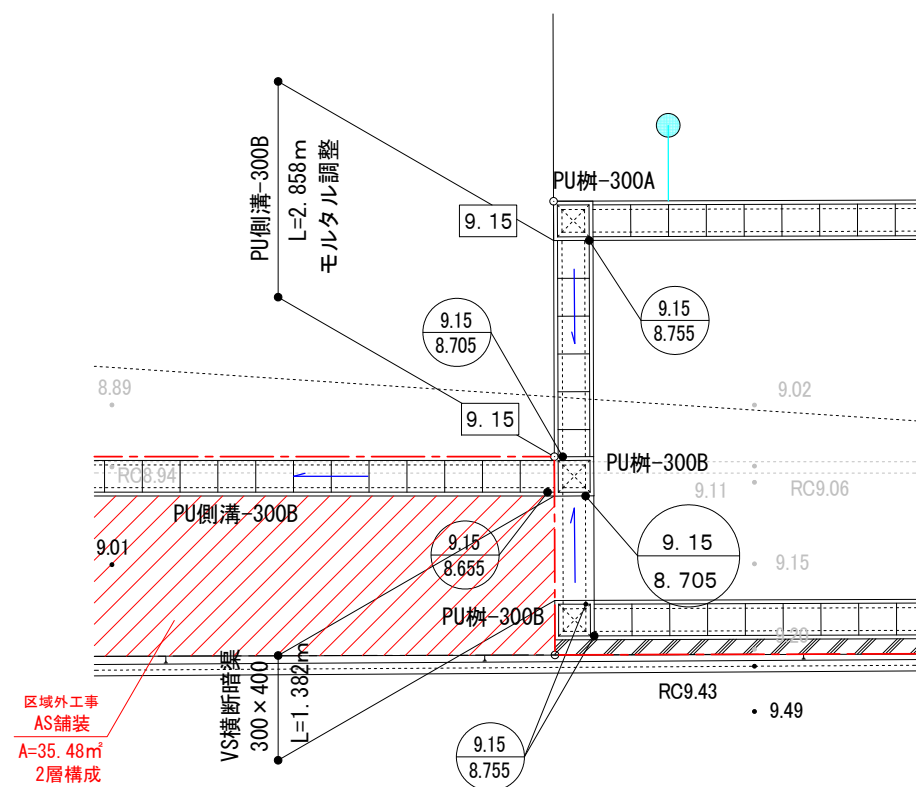 PU側溝-300B
L=2.858m
モルタル調整
PU桝-300A
9.15
9.15
8.705
9.15
8.755
8.89
9.02
9.15
PU桝-300B
RC8.94
9.11
RC9.06
PU側溝-300B
9.01
9.15
8.655
9.15
8.705
9.15
PU桝-300B
9.20
VS横断暗渠
300×400
L=1.382m
RC9.43
9.49
区域外工事
AS舗装
A=35.48㎡
2層構成
9.15
8.755